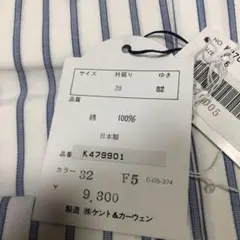 サイズ 衿廻り ゆき
39 82
品質
綿 100%
日本製
品番 K479901
カラー 32 F5 C-05-374
¥ 9,300
製造 ㈱ケント&カーウェン